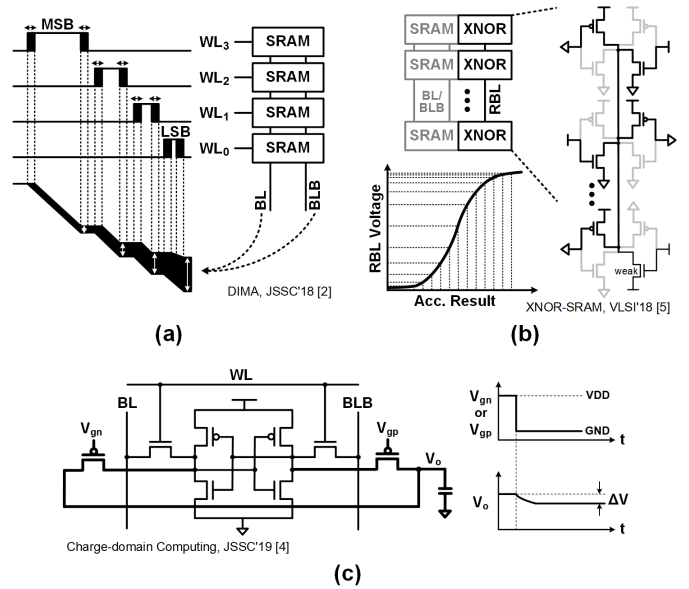 MSB
LSB
WL3
WL2
WL1
WL0
SRAM
SRAM
SRAM
SRAM
BL
BLB
DIMA, JSSC'18 [2]
(a)
SRAM XNOR
SRAM XNOR
BL/
BLB
RBL
SRAM XNOR
RBL Voltage
Acc. Result
weak
XNOR-SRAM, VLSI'18 [5]
(b)
WL
BL
BLB
Vgn
Vgp
Vo
Charge-domain Computing, JSSC'19 [4]
Vgn
or
Vgp
VDD
GND
t
Vo
ΔV
t
(c)